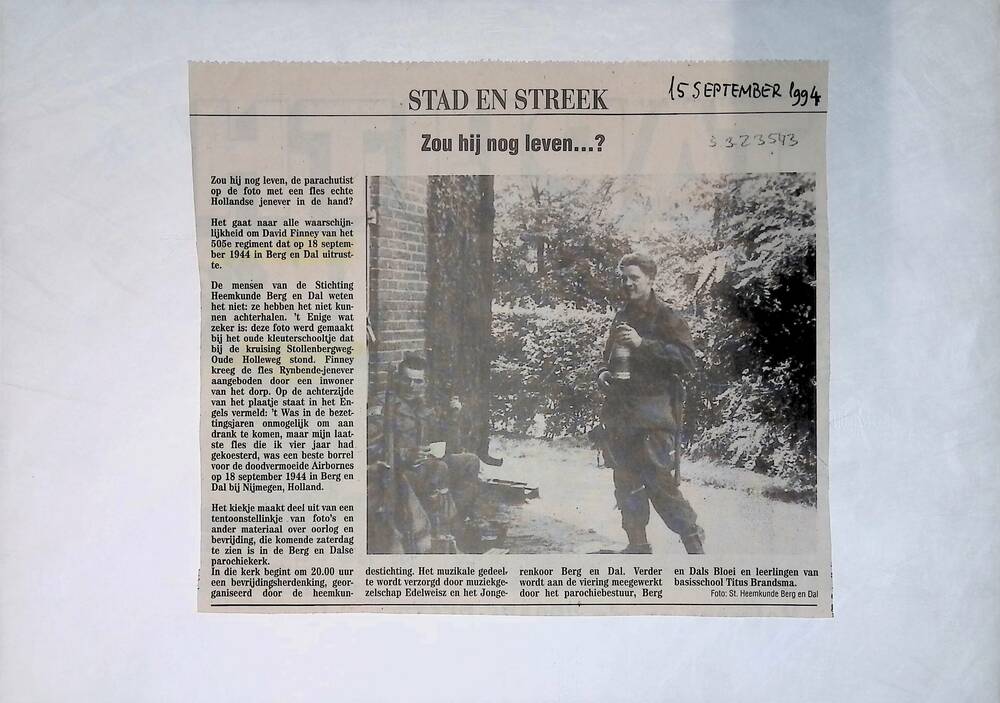 STAD EN STREEK
15 SEPTEMBER 1994
Zou hij nog leven...?
Zou hij nog leven, de parachutist
op de foto met een fles echte
Hollandse jenever in de hand?
Het gaat naar alle waarschijn-
lijkheid om David Finney van het
505e regiment dat op 18 septem-
ber 1944 in Berg en Dal uitrust-
te.
De mensen van de Stichting
Heemkunde Berg en Dal weten
het niet: ze hebben het niet kun-
nen achterhalen. 't Enige wat
zeker is: deze foto werd gemaakt
bij het oude kleuterschooltje dat
bij de kruising Stollenbergweg-
Oude Holleweg stond. Finney
kreeg de fles Rynbende-jenever
aangeboden door een inwoner
van het dorp. Op de achterzijde
van het plaatje staat in het En-
gels vermeld: 't Was in de bezet-
tingsjaren onmogelijk om aan
drank te komen, maar mijn laat-
ste fles die ik vier jaar had
gekoesterd, was een beste borrel
voor de doodvermoeide Airbornes
op 18 september 1944 in Berg en
Dal bij Nijmegen, Holland.
Het kiekje maakt deel uit van een
tentoonstellinkje van foto's en
ander materiaal over oorlog en
bevrijding, die komende zaterdag
te zien is in de Berg en Dalse
parochiekerk.
In die kerk begint om 20.00 uur
een bevrijdingsherdenking, geor-
ganiseerd door de heemkun-
destichting. Het muzikale gedeel-
te wordt verzorgd door muziekge-
zelschap Edelweisz en het Jonge-
renkoor Berg en Dal. Verder
wordt aan de viering meegewerkt
door het parochiebestuur, Berg
en Dals Bloei en leerlingen van
basisschool Titus Brandsma.
Foto: St. Heemkunde Berg en Dal